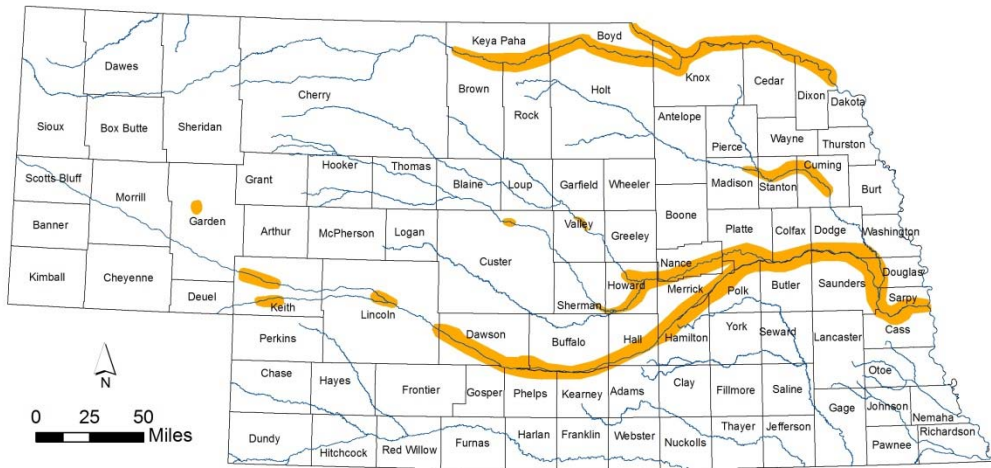 Keya Paha
Boyd
Dawes
Cherry
Brown
Rock
Holt
Knox
Cedar
Dixon
Dakota
Sioux
Box Butte
Sheridan
Antelope
Pierce
Wayne
Thurston
Scotts Bluff
Morrill
Garden
Grant
Hooker
Thomas
Blaine
Loup
Garfield
Wheeler
Madison
Stanton
Cuming
Burt
Banner
Arthur
McPherson
Logan
Custer
Valley
Greeley
Boone
Platte
Colfax
Dodge
Washington
Kimball
Cheyenne
Deuel
Keith
Lincoln
Sherman
Howard
Nance
Merrick
Polk
Butler
Saunders
Douglas
Sarpy
Cass
Perkins
Dawson
Buffalo
Hall
Hamilton
York
Seward
Lancaster
Otoe
Chase
Hayes
Frontier
Gosper
Phelps
Kearney
Adams
Clay
Fillmore
Saline
Gage
Johnson
Nemaha
Dundy
Hitchcock
Red Willow
Furnas
Harlan
Franklin
Webster
Nuckolls
Thayer
Jefferson
Pawnee
Richardson
N
0 25 50
Miles